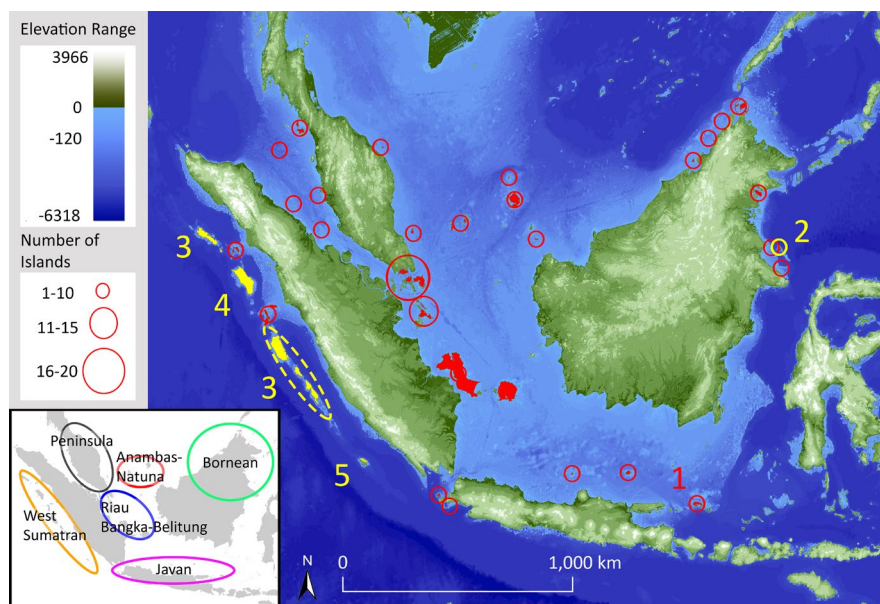 Elevation Range
3966
0
-120
-6318
Number of
Islands
1-10
11-15
16-20
3
4
3
5
2
1
N
0
1,000 km
Peninsula
Anambas-
Natuna
Bornean
West
Sumatran
Riau
Bangka-Belitung
Javan